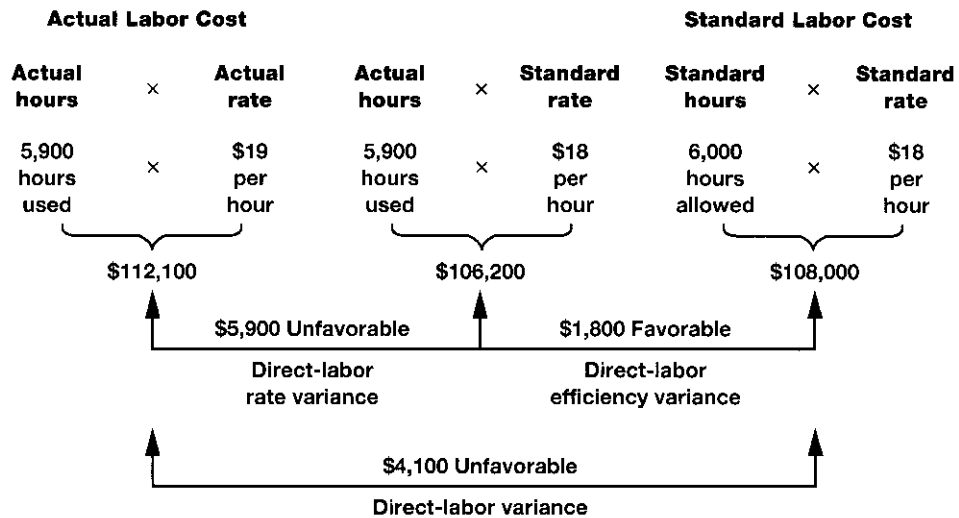 Actual Labor Cost Standard Labor Cost
Actual Actual Actual Standard Standard Standard
hours × rate hours × rate hours × rate
5,900 $19 5,900 $18 6,000 $18
hours × per hours × per hours × per
used hour used hour allowed hour
$112,100 $106,200 $108,000
$5,900 Unfavorable $1,800 Favorable
Direct-labor Direct-labor
rate variance efficiency variance
$4,100 Unfavorable
Direct-labor variance